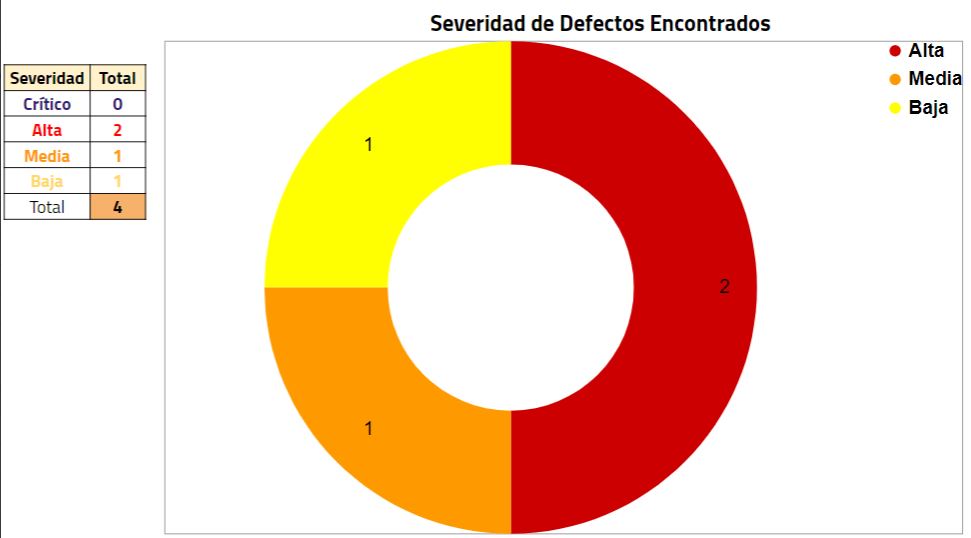 Severidad de Defectos Encontrados
Severidad Total
Crítico 0
Alta 2
Media 1
Baja 1
Total 4
Alta
Media
Baja
1
2
1